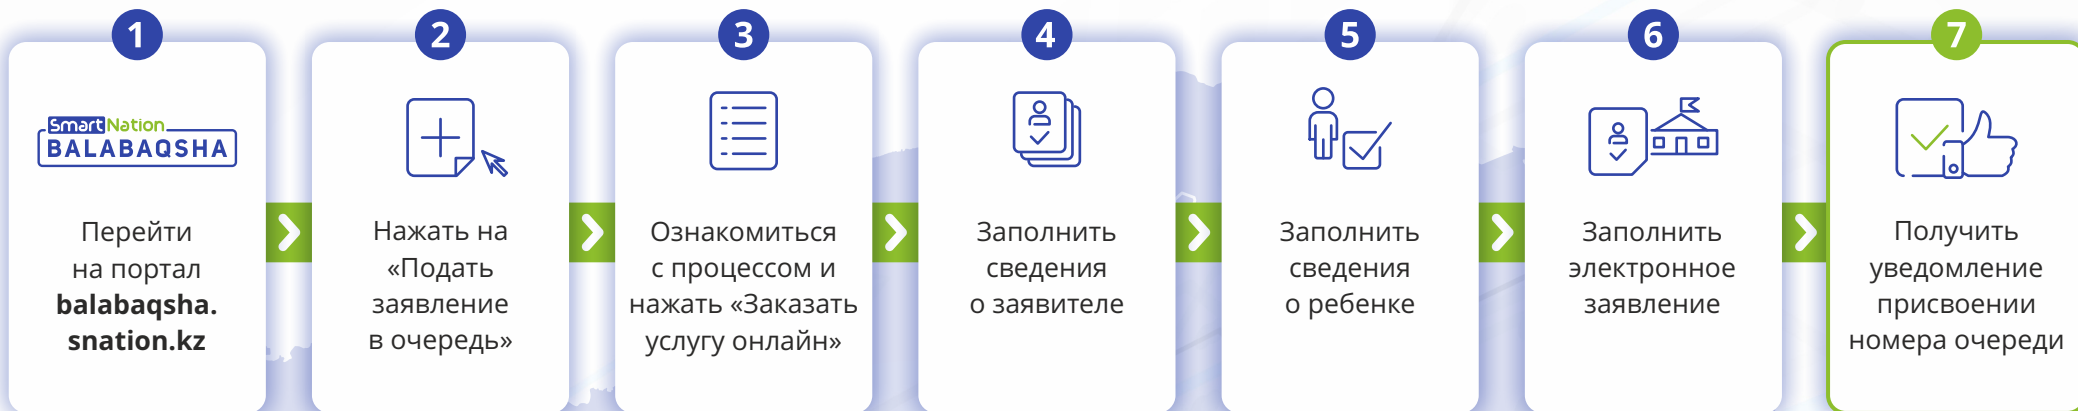 1
SmartNation
BALABAQSHA
Перейти
на портал
balabaqsha.
snation.kz
2
Нажать на
«Подать
заявление
в очередь»
3
Ознакомиться
с процессом и
нажать «Заказать
услугу онлайн»
4
Заполнить
сведения
о заявителе
5
Заполнить
сведения
о ребенке
6
Заполнить
электронное
заявление
7
Получить
уведомление
присвоении
номера очереди